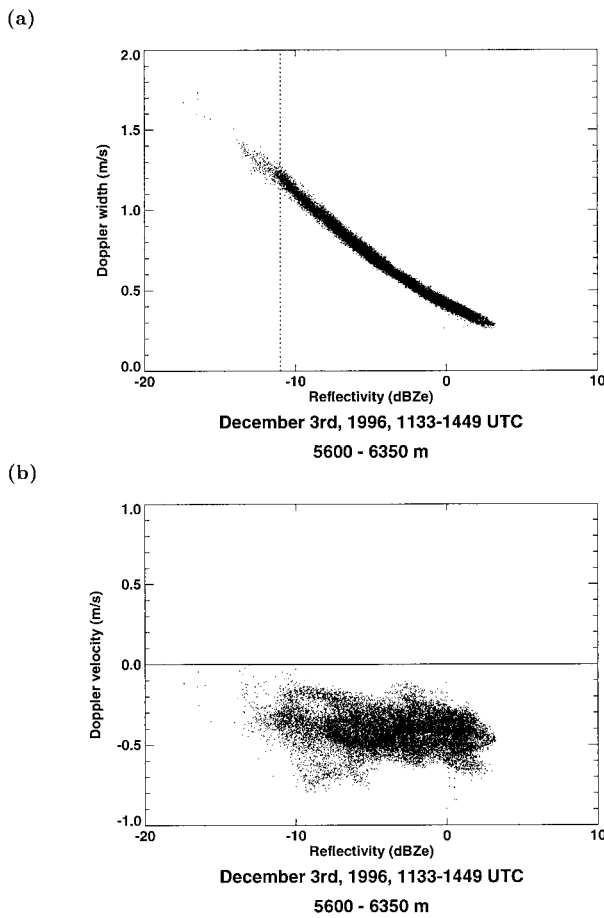 (a)
2.0
1.5
1.0
0.5
0.0
Doppler width (m/s)
-20
-10
0
10
Reflectivity (dBZe)
December 3rd, 1996, 1133-1449 UTC
5600 - 6350 m
(b)
1.0
0.5
0.0
-0.5
-1.0
Doppler velocity (m/s)
-20
-10
0
10
Reflectivity (dBZe)
December 3rd, 1996, 1133-1449 UTC
5600 - 6350 m